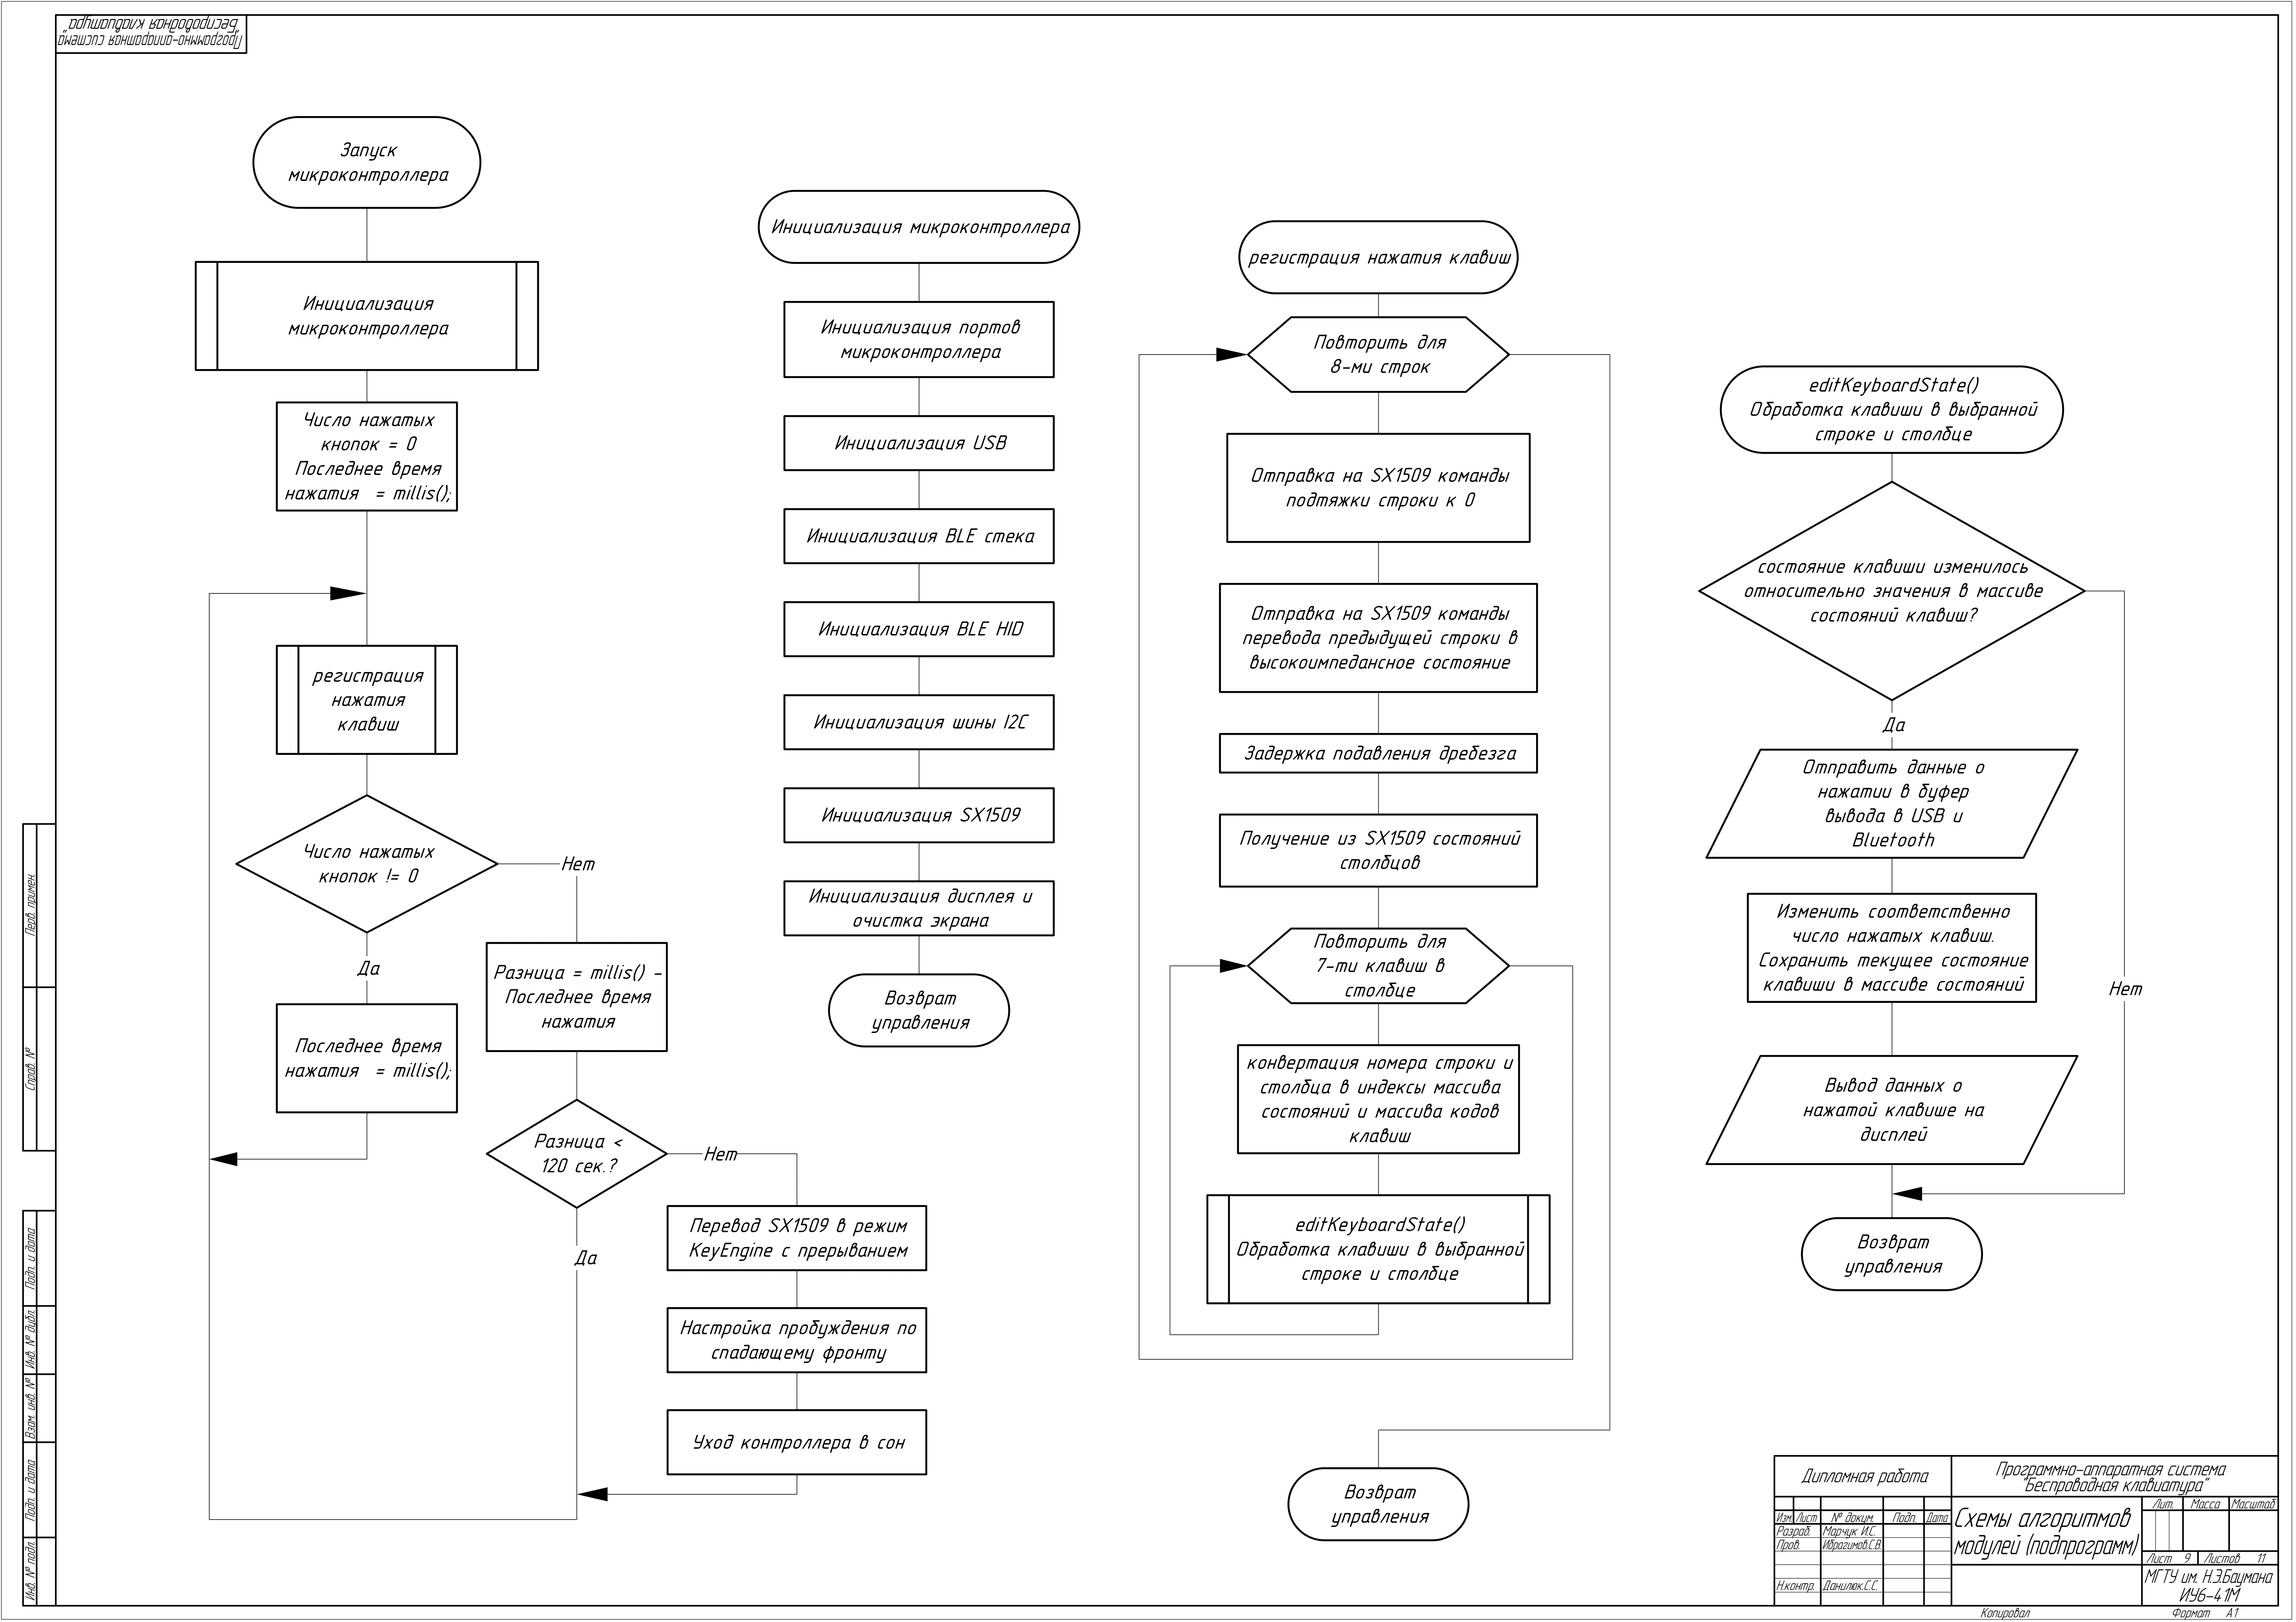 Программно-аппаратная система
"Беспроводная клавиатура"
Запуск
микроконтроллера
Инициализация
микроконтроллера
Число нажатых
кнопок = 0
Последнее время
нажатия = millis();
регистрация
нажатия
клавиш
Число нажатых
кнопок != 0
Нет
Да
Последнее время
нажатия = millis();
Разница = millis() -
Последнее время
нажатия
Разница <
120 сек.?
Нет
Да
Перевод SX1509 в режим
KeyEngine с прерыванием
Настройка пробуждения по
спадающему фронту
Уход контроллера в сон
Инициализация микроконтроллера
Инициализация портов
микроконтроллера
Инициализация USB
Инициализация BLE стека
Инициализация BLE HID
Инициализация шины I2C
Инициализация SX1509
Инициализация дисплея и
очистка экрана
Возврат
управления
регистрация нажатия клавиш
Повторить для
8-ми строк
Отправка на SX1509 команды
подтяжки строки к 0
Отправка на SX1509 команды
перевода предыдущей строки в
высокоимпедансное состояние
Задержка подавления дребезга
Получение из SX1509 состояний
столбцов
Повторить для
7-ти клавиш в
столбце
конвертация номера строки и
столбца в индексы массива
состояний и массива кодов
клавиш
editKeyboardState()
Обработка клавиши в выбранной
строке и столбце
Возврат
управления
editKeyboardState()
Обработка клавиши в выбранной
строке и столбце
состояние клавиши изменилось
относительно значения в массиве
состояний клавиш?
Да
Отправить данные о
нажатии в буфер
вывода в USB и
Bluetooth
Изменить соответственно
число нажатых клавиш.
Сохранить текущее состояние
клавиши в массиве состояний
Нет
Вывод данных о
нажатой клавише на
дисплей
Возврат
управления
Перв. примен.
Справ. №
Подп. и дата
Инв. № дубл.
Взам. инв. №
Подп. и дата
Инв. № подл.
Дипломная работа
Программно-аппаратная система
"Беспроводная клавиатура"
Изм. Лист № докум. Подп. Дата
Разраб. Марчук И.С.
Пров. Ибрагимов.С.В.
Н.контр. Данилюк.С.С.
Схемы алгоритмов
модулей (подпрограмм)
Лит. Масса Масштаб
Лист 9 Листов 11
МГТУ им. Н.Э.Баумана
ИУ6-41М
Копировал Формат А1